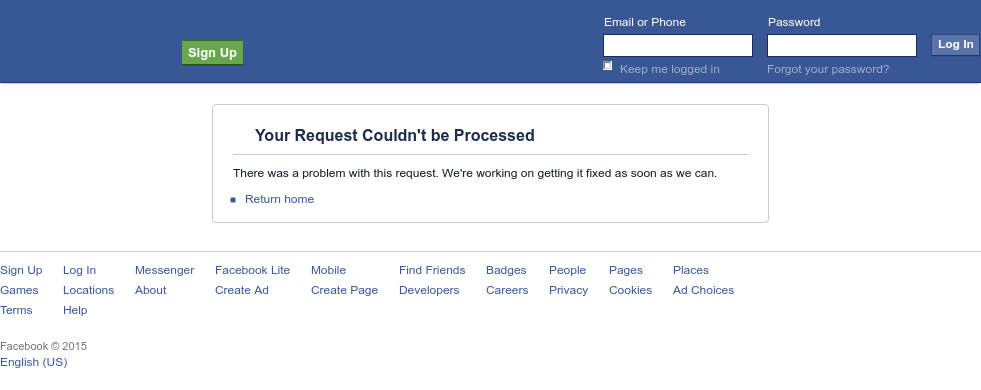 Email or Phone Password
Sign Up
Log In
Keep me logged in Forgot your password?
Your Request Couldn't be Processed
There was a problem with this request. We're working on getting it fixed as soon as we can.
Return home
Sign Up Log In Messenger Facebook Lite Mobile Find Friends Badges People Pages Places
Games Locations About Create Ad Create Page Developers Careers Privacy Cookies Ad Choices
Terms Help
Facebook © 2015
English (US)